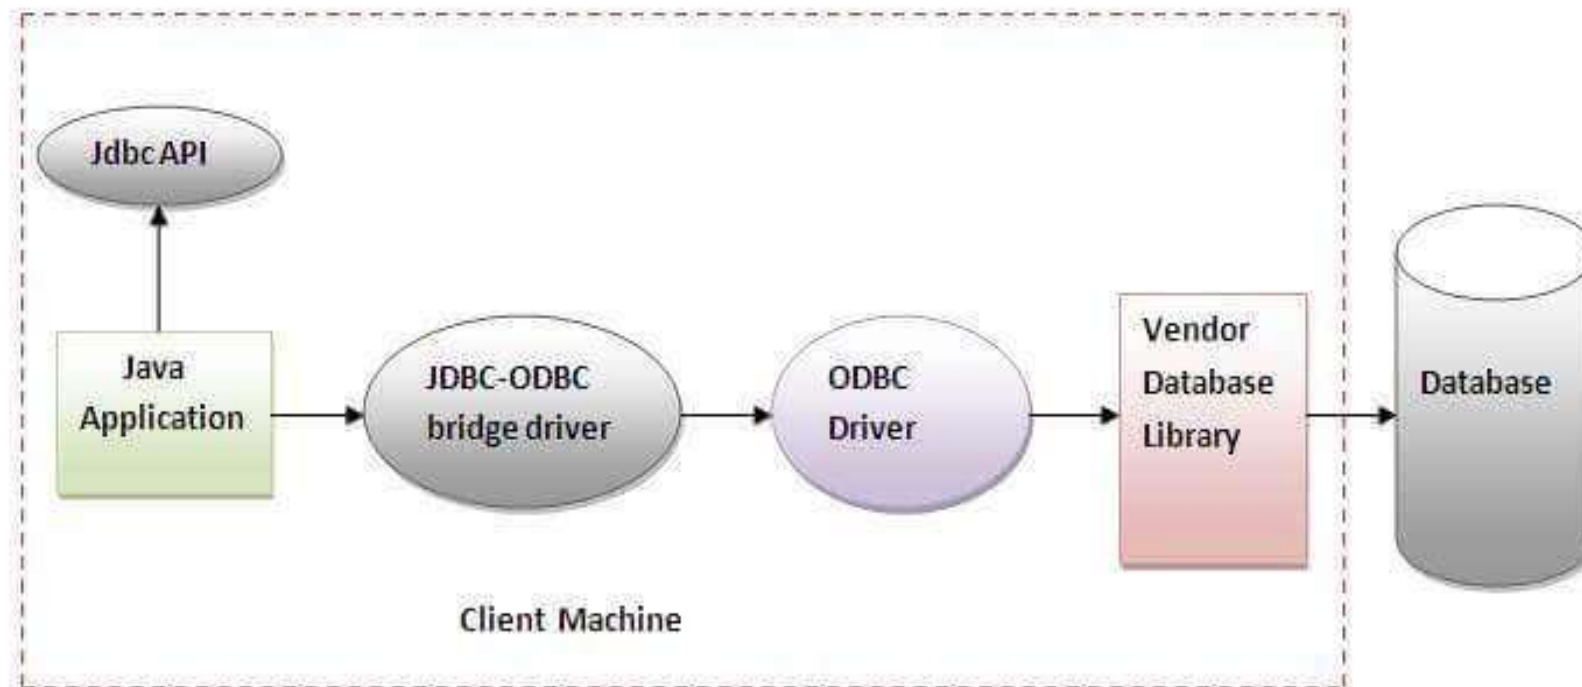 Jdbc API
Java
Application
JDBC-ODBC
bridge driver
ODBC
Driver
Vendor
Database
Library
Database
Client Machine